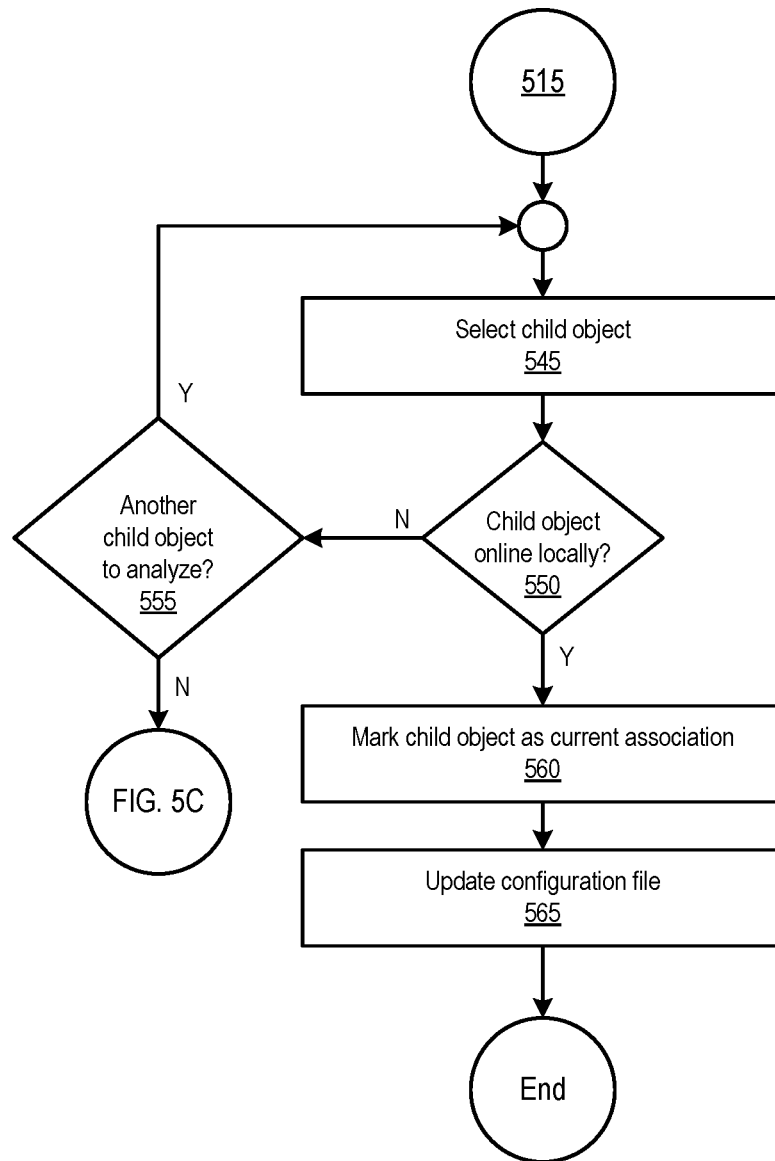 515
Select child object
545
Y
Another
child object
to analyze?
555
N
Child object
online locally?
550
N
Y
FIG. 5C
Mark child object as current association
560
Update configuration file
565
End